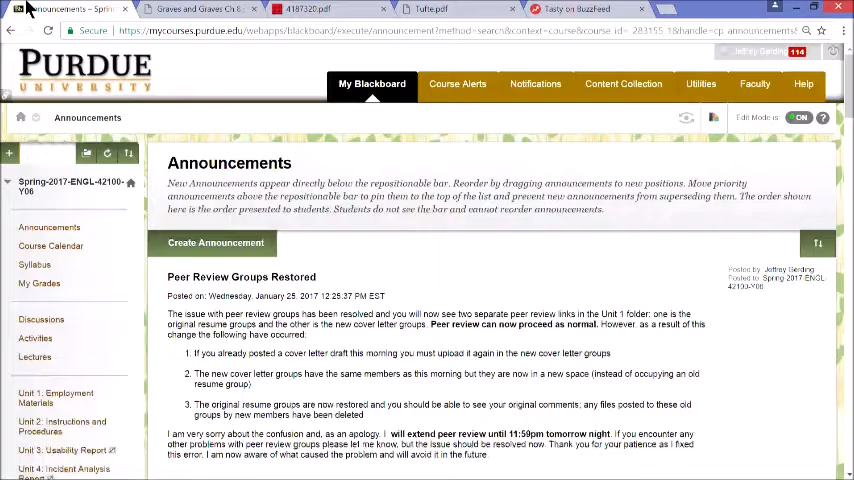 Announcements – Sprin
Graves and Graves Ch 8
4187320.pdf
Tufte.pdf
Tasty on BuzzFeed
Secure
https://mycourses.purdue.edu/webapps/blackboard/execute/announcement?method=search&context=course&course_id=_283155_1&handle=cp_announcements
PURDUE
UNIVERSITY
Jeffrey Gerding 114
My Blackboard
Course Alerts
Notifications
Content Collection
Utilities
Faculty
Help
Announcements
Edit Mode is:
ON
?
Spring-2017-ENGL-42100-
Y06
Announcements
Course Calendar
Syllabus
My Grades
Discussions
Activities
Lectures
Unit 1: Employment
Materials
Unit 2: Instructions and
Procedures
Unit 3: Usability Report
Unit 4: Incident Analysis
Report
Announcements
New Announcements appear directly below the repositionable bar. Reorder by dragging announcements to new positions. Move priority
announcements above the repositionable bar to pin them to the top of the list and prevent new announcements from superseding them. The order shown
here is the order presented to students. Students do not see the bar and cannot reorder announcements.
Create Announcement
Peer Review Groups Restored
Posted on: Wednesday, January 25, 2017 12:25:37 PM EST
Posted by: Jeffrey Gerding
Posted to: Spring-2017-ENGL-
42100-Y06
The issue with peer review groups has been resolved and you will now see two separate peer review links in the Unit 1 folder: one is the
original resume groups and the other is the new cover letter groups. Peer review can now proceed as normal. However, as a result of this
change the following have occurred:
1. If you already posted a cover letter draft this morning you must upload it again in the new cover letter groups
2. The new cover letter groups have the same members as this morning but they are now in a new space (instead of occupying an old
resume group)
3. The original resume groups are now restored and you should be able to see your original comments; any files posted to these old
groups by new members have been deleted
I am very sorry about the confusion and, as an apology, I will extend peer review until 11:59pm tomorrow night. If you encounter any
other problems with peer review groups please let me know, but the issue should be resolved now. Thank you for your patience as I fixed
this error. I am now aware of what caused the problem and will avoid it in the future.